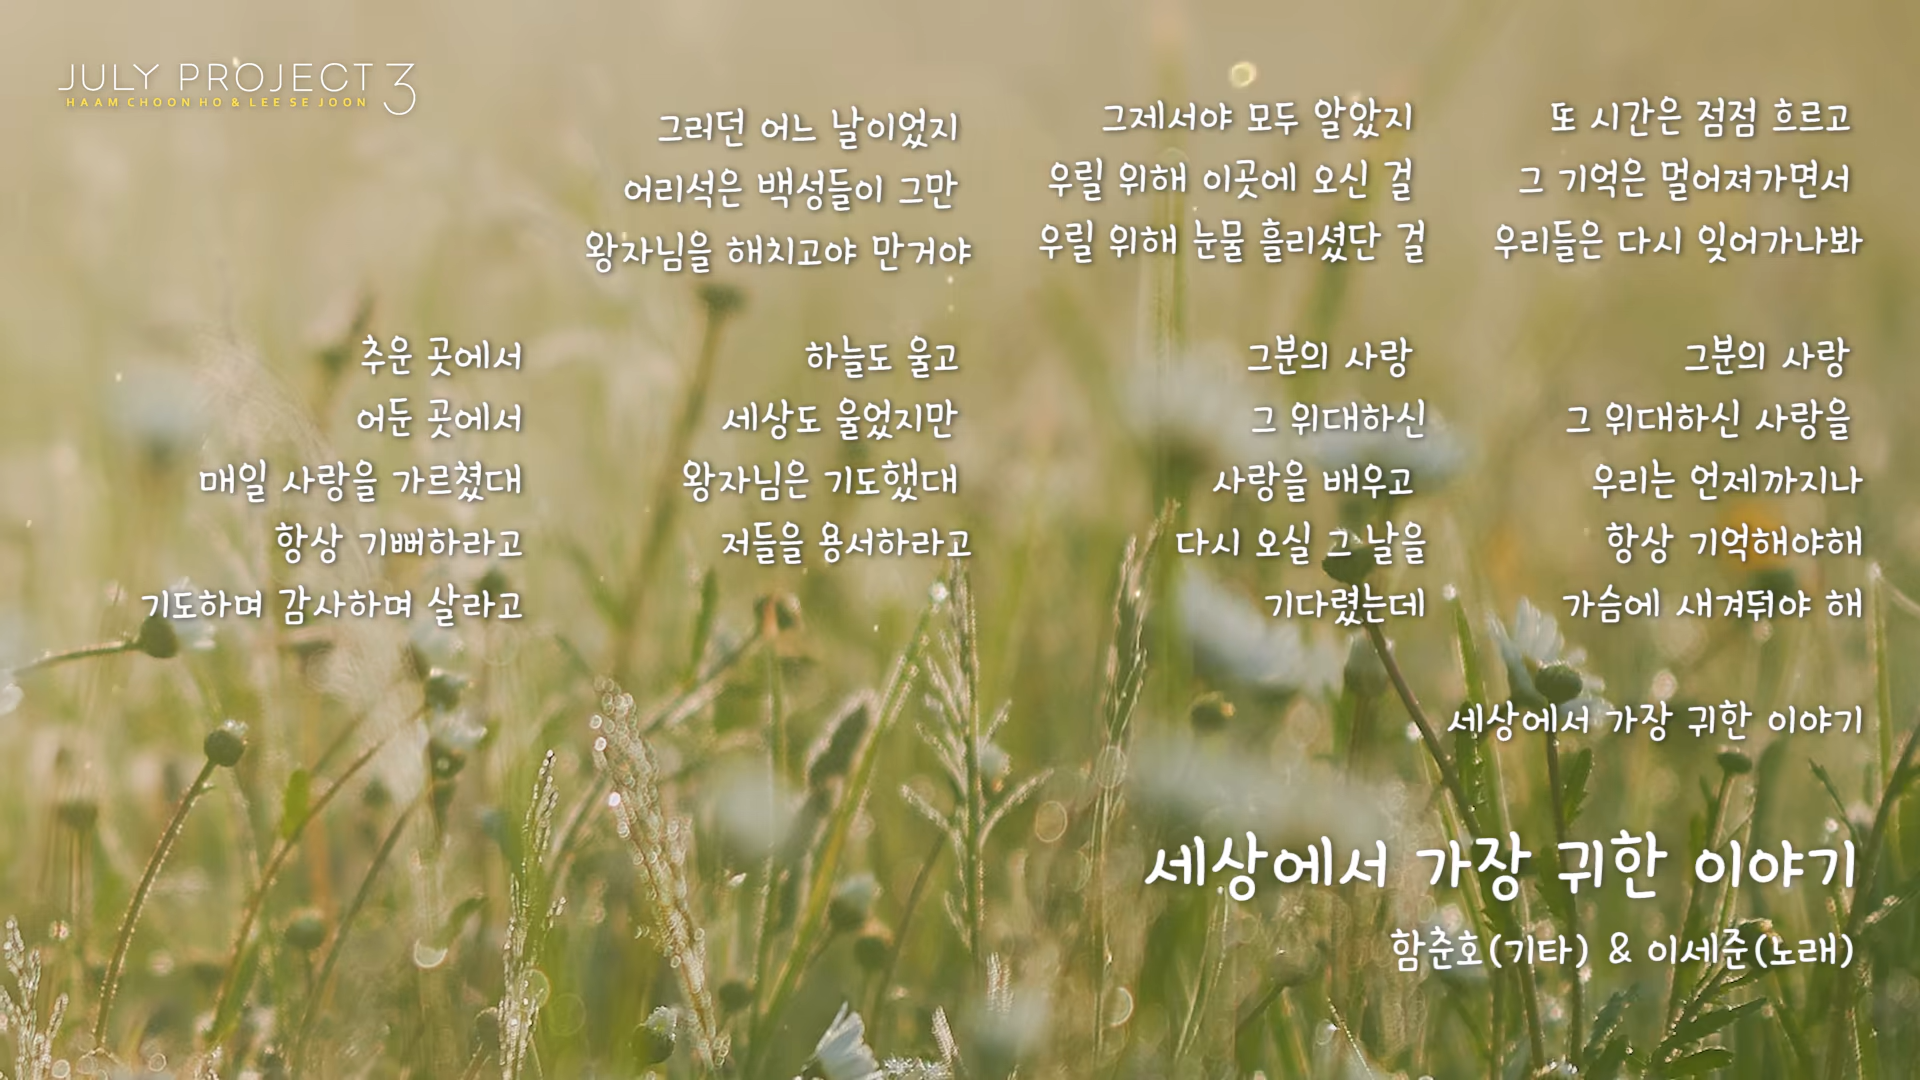 JULY PROJECT 3
HAAM CHOON HO & LEE SE JOON
추운 곳에서
어둔 곳에서
매일 사랑을 가르쳤대
항상 기뻐하라고
기도하며 감사하며 살라고
그러던 어느 날이었지
어리석은 백성들이 그만
왕자님을 해치고야 만거야
하늘도 울고
세상도 울었지만
왕자님은 기도했대
저들을 용서하라고
그제서야 모두 알았지
우릴 위해 이곳에 오신 걸
우릴 위해 눈물 흘리셨단 걸
그분의 사랑
그 위대하신
사랑을 배우고
다시 오실 그 날을
기다렸는데
또 시간은 점점 흐르고
그 기억은 멀어져가면서
우리들은 다시 잊어가나봐
그분의 사랑
그 위대하신 사랑을
우리는 언제까지나
항상 기억해야해
가슴에 새겨둬야 해
세상에서 가장 귀한 이야기
세상에서 가장 귀한 이야기
함춘호(기타) & 이세준(노래)